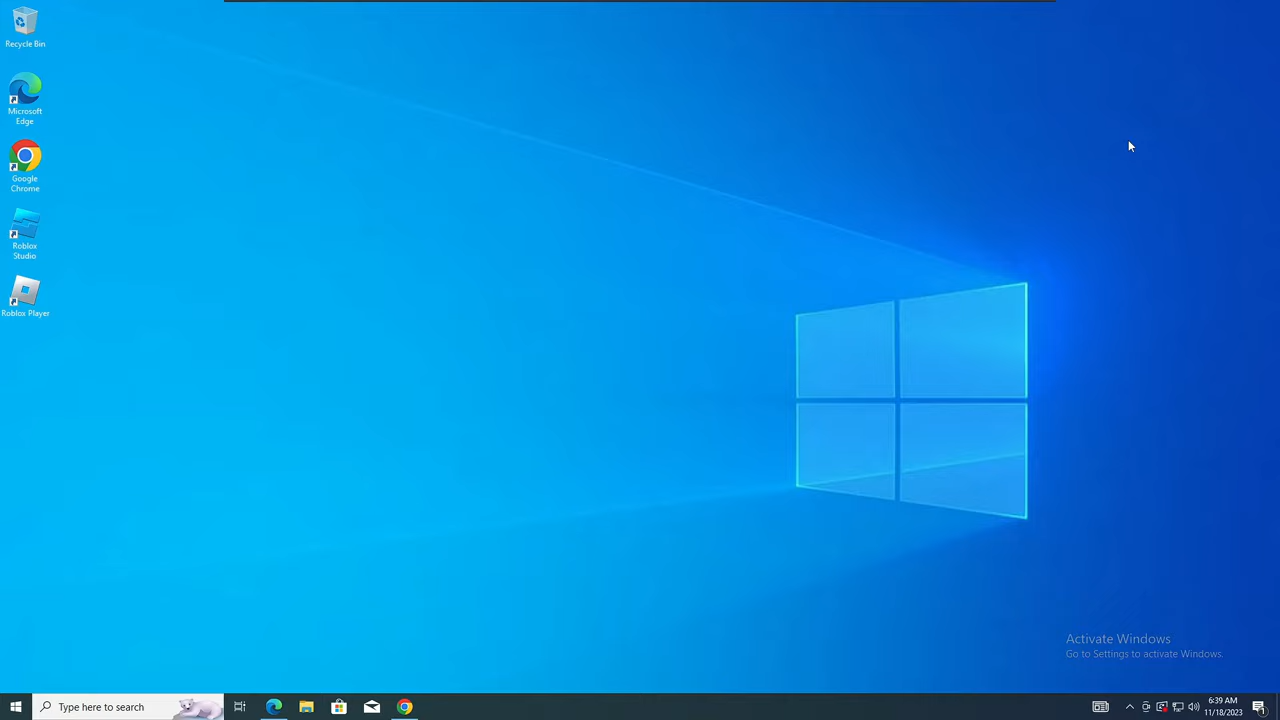 Recycle Bin
Microsoft
Edge
Google
Chrome
Roblox
Studio
Roblox Player
Activate Windows
Go to Settings to activate Windows.
Type here to search
6:39 AM
11/18/2023
1